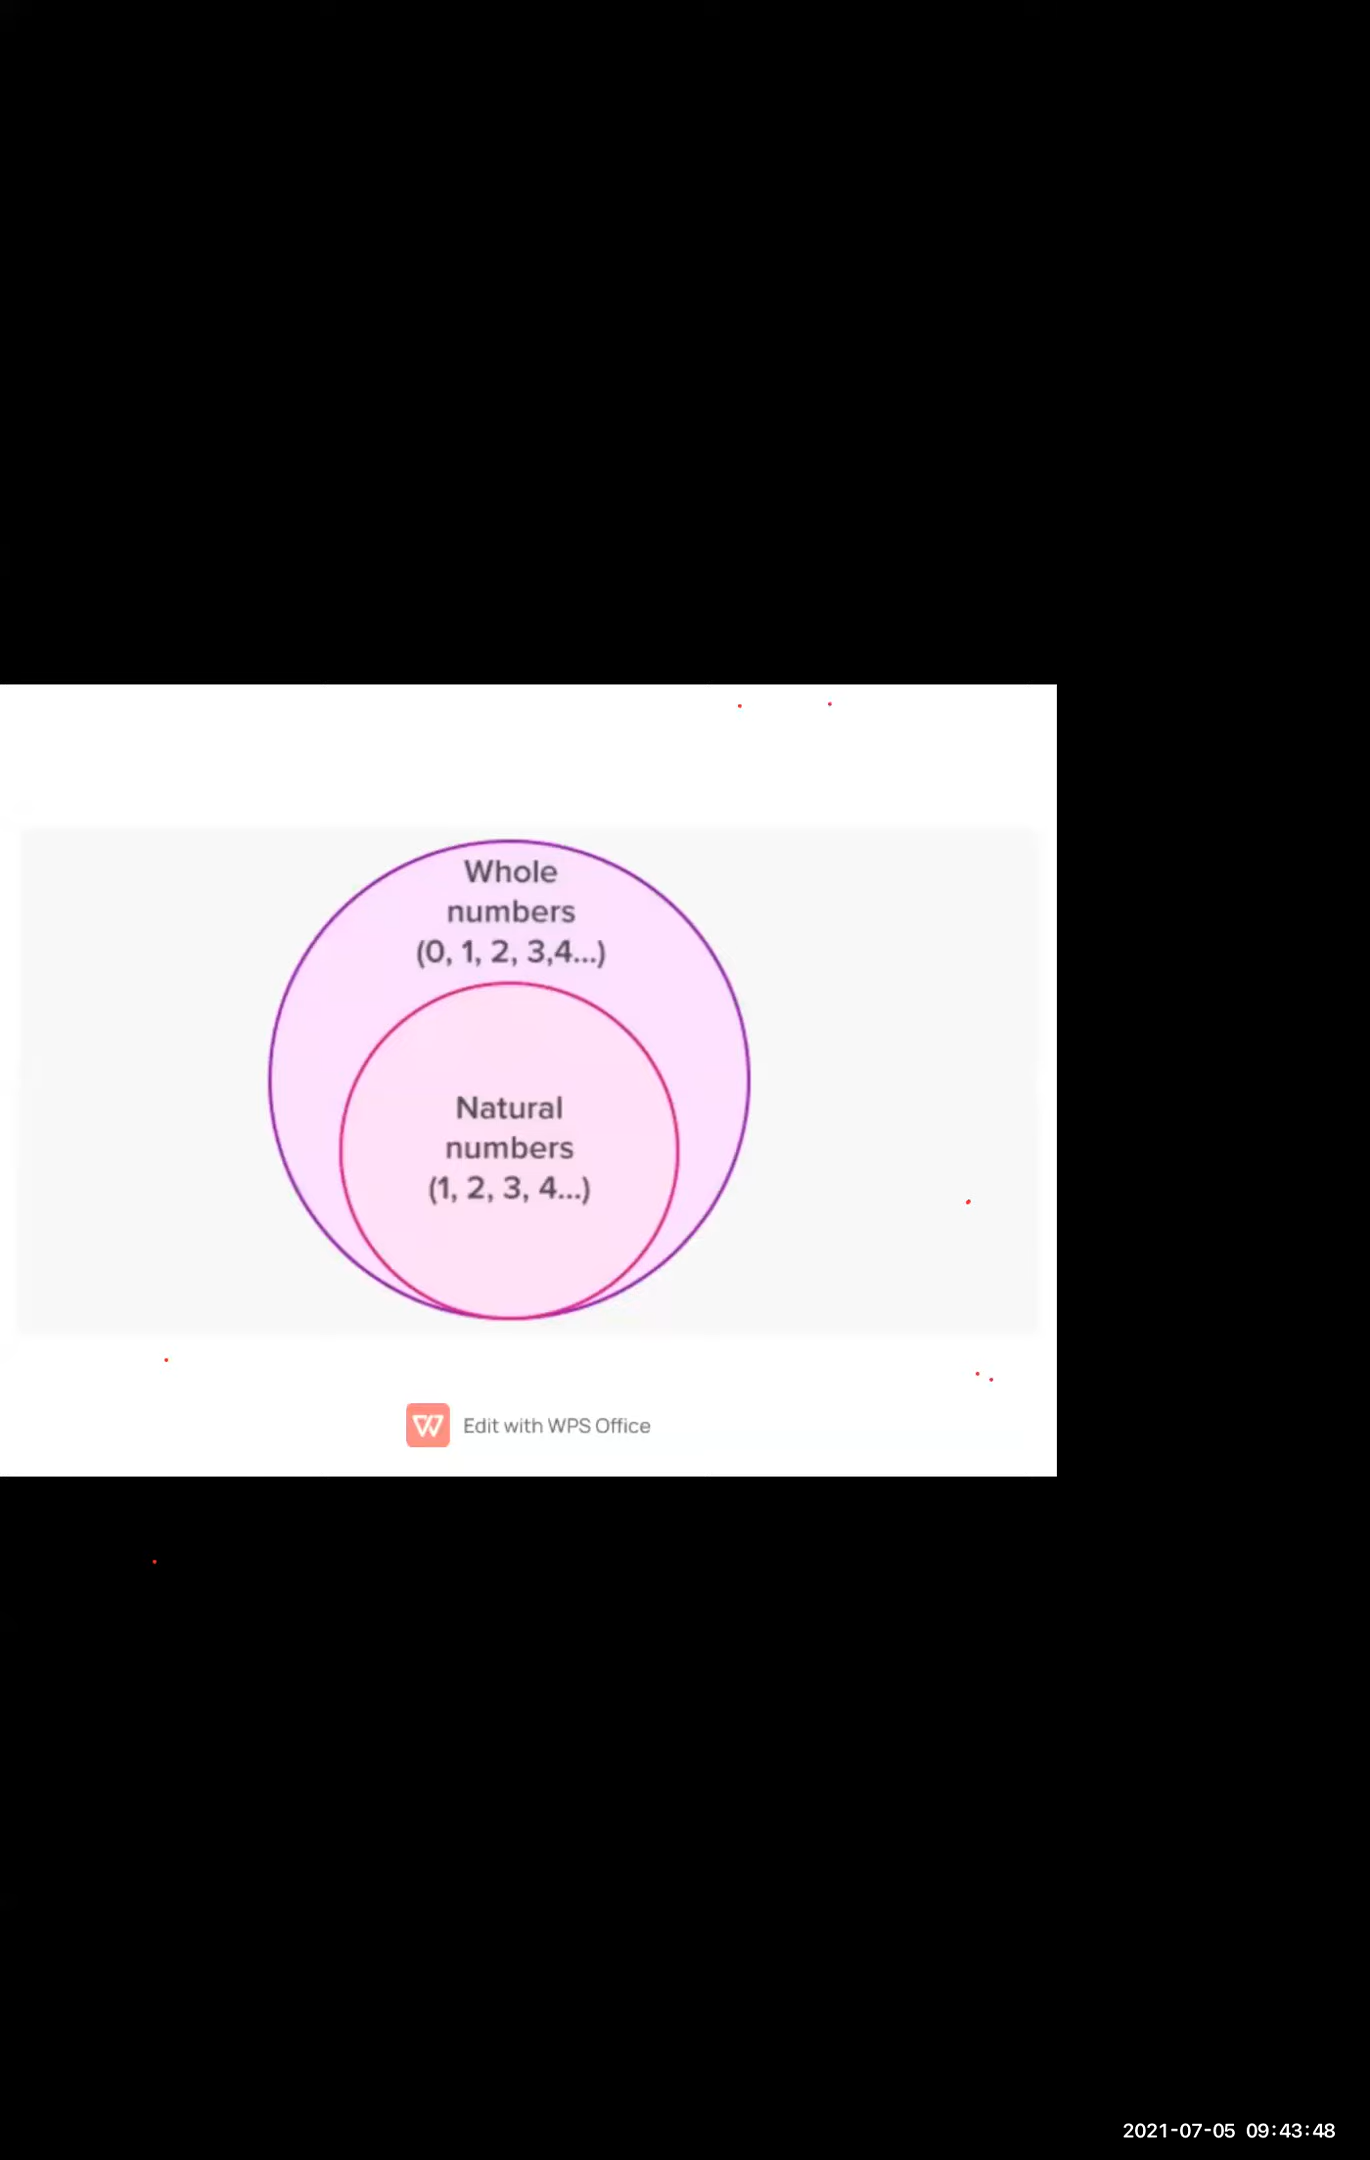 Whole
numbers
(0, 1, 2, 3,4...)
Natural
numbers
(1, 2, 3, 4...)
Edit with WPS Office
2021-07-05 09:43:48